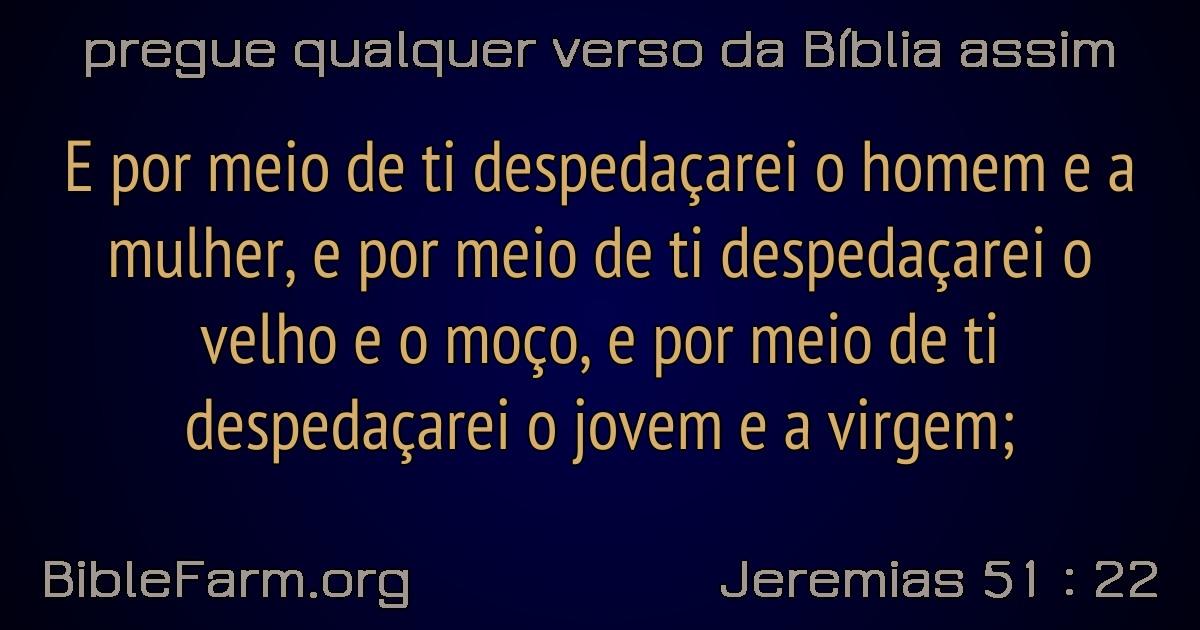 pregue qualquer verso da Bíblia assim
E por meio de ti despedaçarei o homem e a
mulher, e por meio de ti despedaçarei o
velho e o moço, e por meio de ti
despedaçarei o jovem e a virgem;
BibleFarm.org
Jeremias 51 : 22